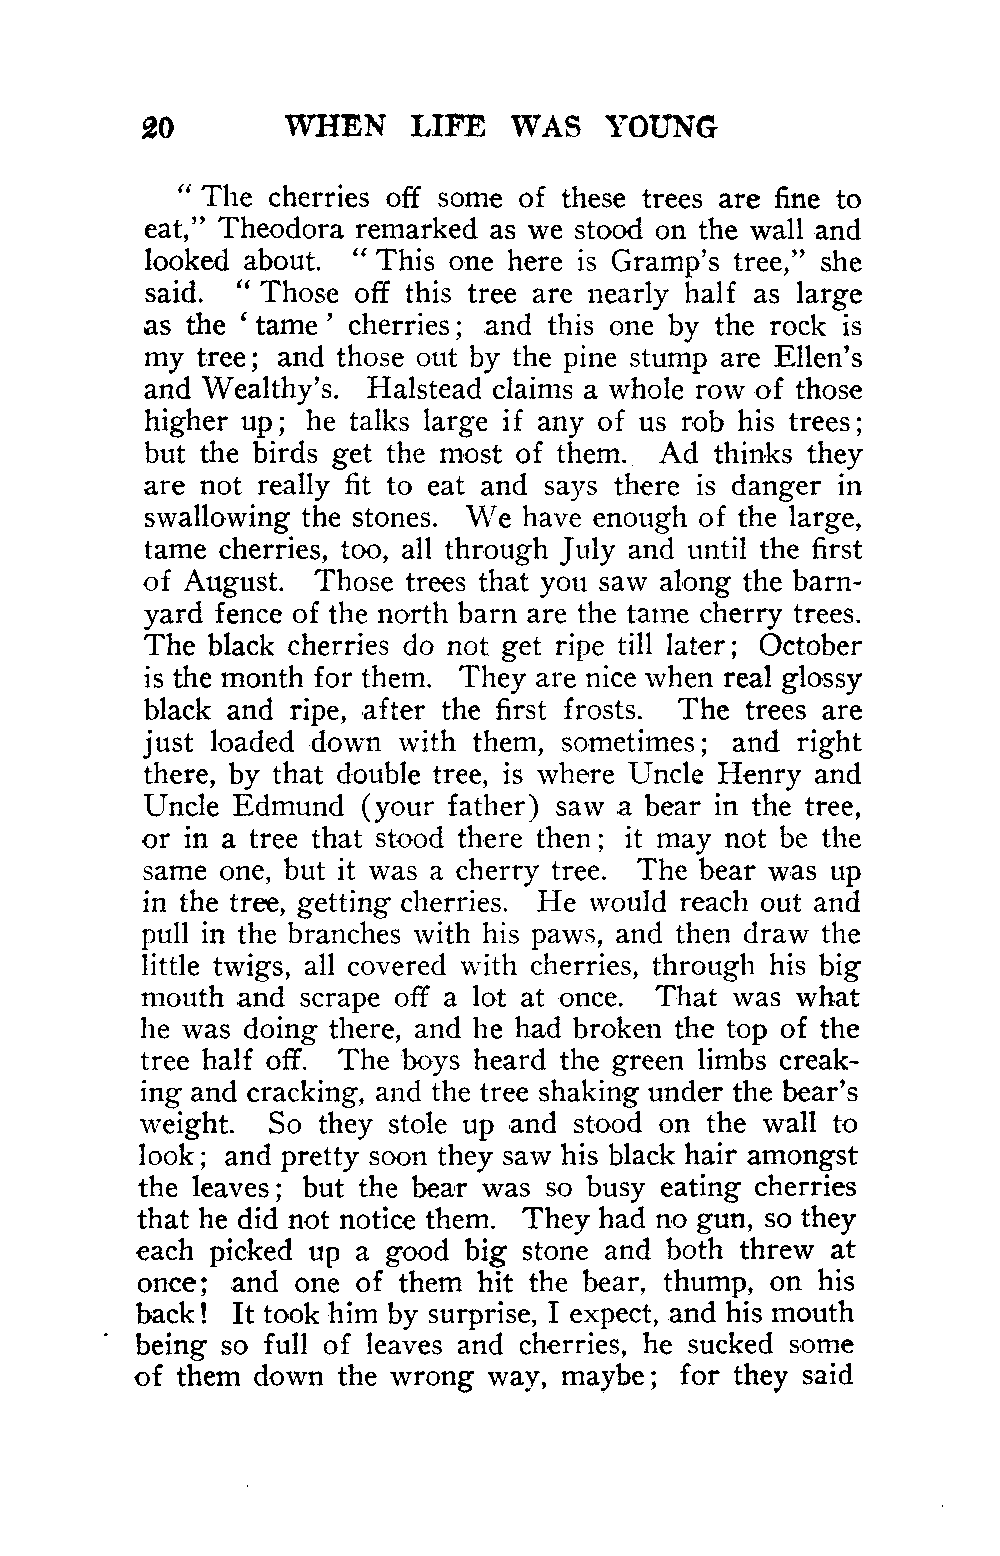 20 WHEN LIFE WAS YOUNG
“ The cherries off some of these trees are fine to
eat,” Theodora remarked as we stood on the wall and
looked about. “ This one here is Gramp’s tree,” she
said. “ Those off this tree are nearly half as large
as the ‘ tame ’ cherries; and this one by the rock is
my tree; and those out by the pine stump are Ellen’s
and Wealthy’s. Halstead claims a whole row of those
higher up; he talks large if any of us rob his trees;
but the birds get the most of them. Ad thinks they
are not really fit to eat and says there is danger in
swallowing the stones. We have enough of the large,
tame cherries, too, all through July and until the first
of August. Those trees that you saw along the barn-
yard fence of the north barn are the tame cherry trees.
The black cherries do not get ripe till later; October
is the month for them. They are nice when real glossy
black and ripe, after the first frosts. The trees are
just loaded down with them, sometimes; and right
there, by that double tree, is where Uncle Henry and
Uncle Edmund (your father) saw a bear in the tree,
or in a tree that stood there then; it may not be the
same one, but it was a cherry tree. The bear was up
in the tree, getting cherries. He would reach out and
pull in the branches with his paws, and then draw the
little twigs, all covered with cherries, through his big
mouth and scrape off a lot at once. That was what
he was doing there, and he had broken the top of the
tree half off. The boys heard the green limbs creak-
ing and cracking, and the tree shaking under the bear’s
weight. So they stole up and stood on the wall to
look; and pretty soon they saw his black hair amongst
the leaves; but the bear was so busy eating cherries
that he did not notice them. They had no gun, so they
each picked up a good big stone and both threw at
once; and one of them hit the bear, thump, on his
back! It took him by surprise, I expect, and his mouth
being so full of leaves and cherries, he sucked some
of them down the wrong way, maybe; for they said